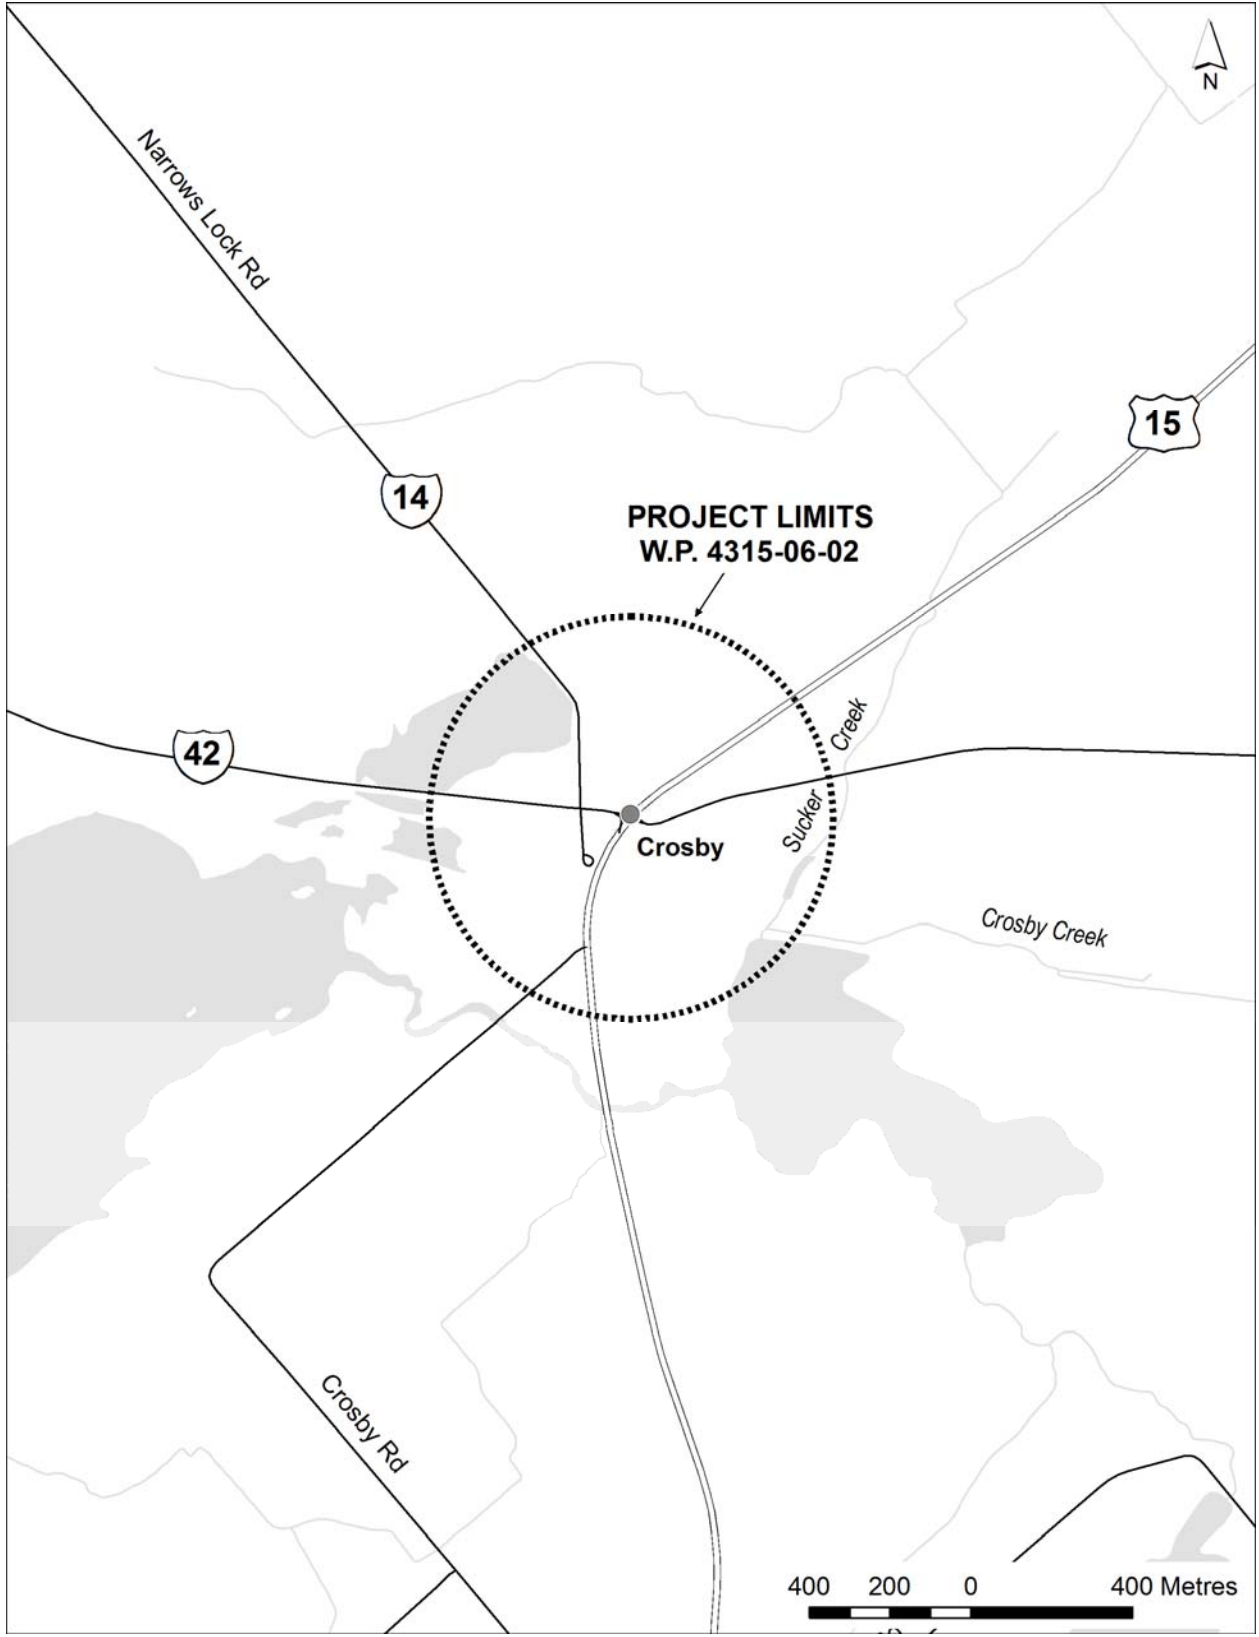 N
Narrows Lock Rd
15
14
PROJECT LIMITS
W.P. 4315-06-02
Creek
42
Sucker
Crosby
Crosby Creek
Crosby Rd
400 200 0 400 Metres